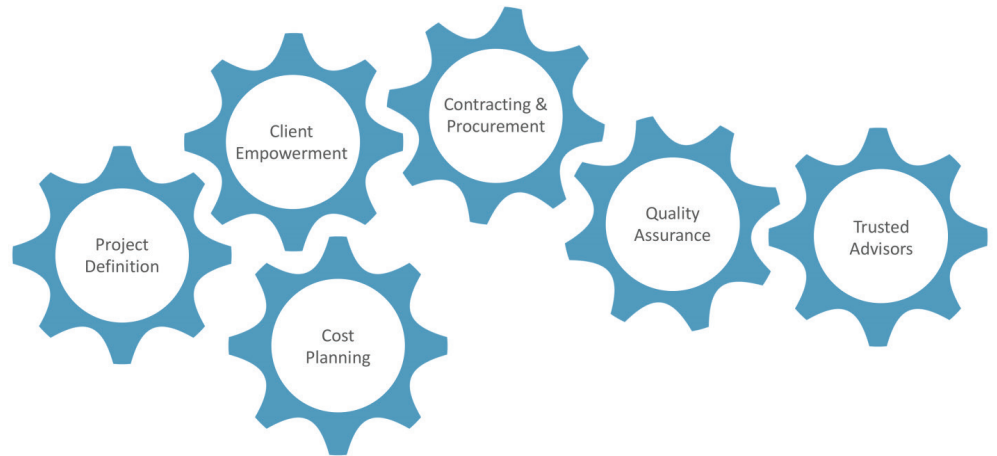 Project
Definition
Client
Empowerment
Cost
Planning
Contracting &
Procurement
Quality
Assurance
Trusted
Advisors